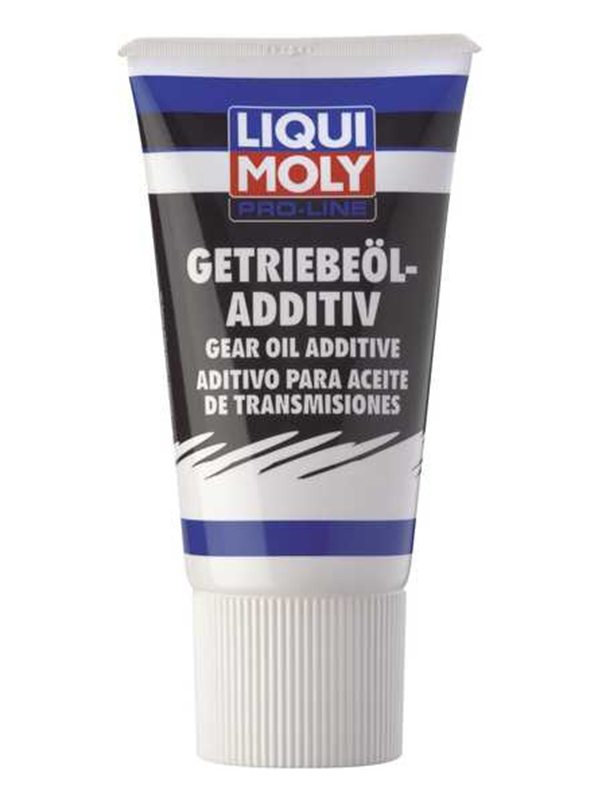 LIQUI
MOLY
PRO-LINE
GETRIEBEÖL-
ADDITIV
GEAR OIL ADDITIVE
ADITIVO PARA ACEITE
DE TRANSMISIONES